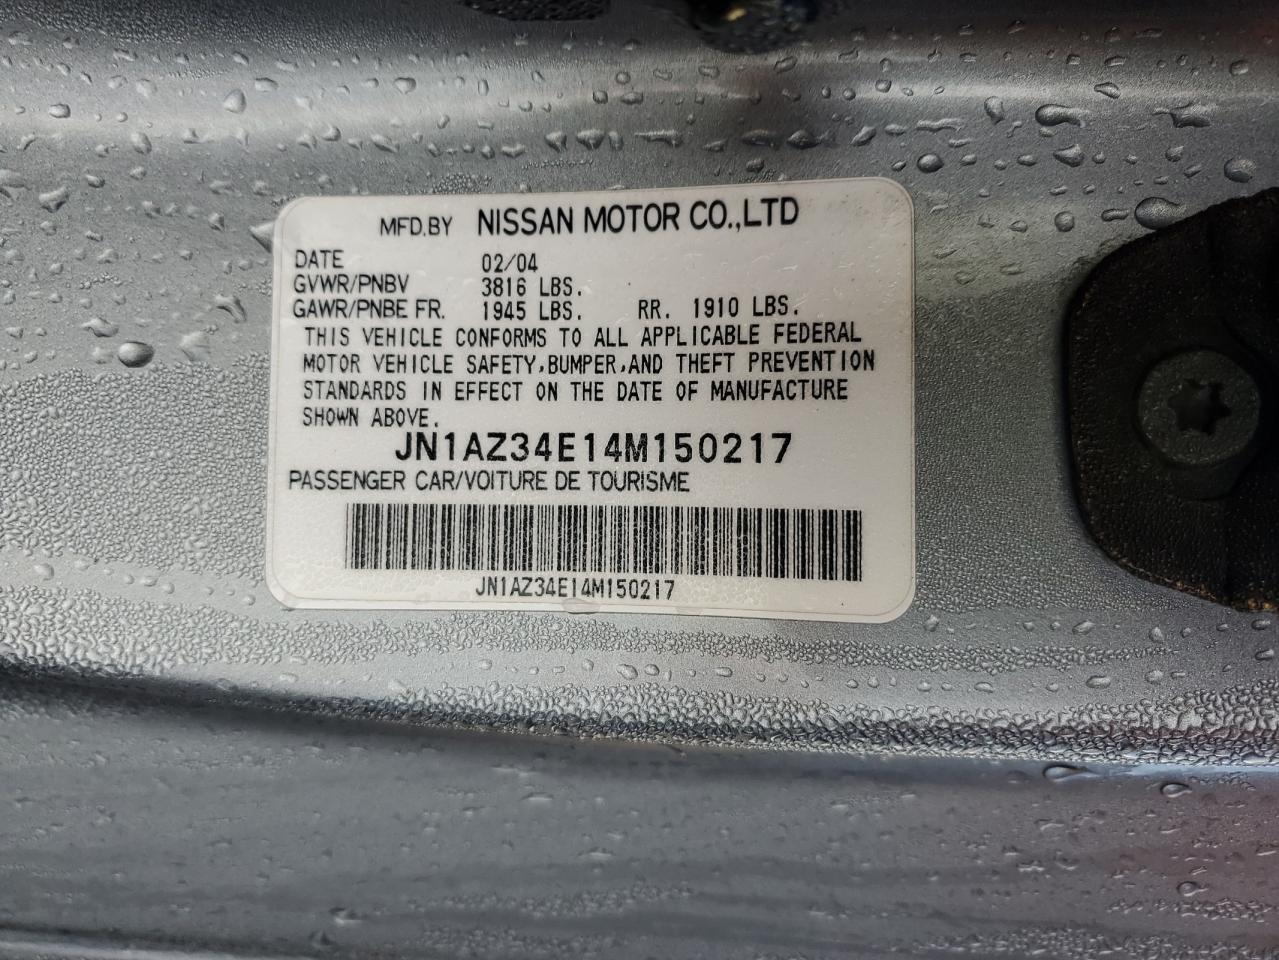 MFD.BY NISSAN MOTOR CO.,LTD
DATE 02/04
GVWR/PNBV 3816 LBS.
GAWR/PNBE FR. 1945 LBS. RR. 1910 LBS.
THIS VEHICLE CONFORMS TO ALL APPLICABLE FEDERAL
MOTOR VEHICLE SAFETY,BUMPER,AND THEFT PREVENTION
STANDARDS IN EFFECT ON THE DATE OF MANUFACTURE
SHOWN ABOVE.
JN1AZ34E14M150217
PASSENGER CAR/VOITURE DE TOURISME
JN1AZ34E14M150217